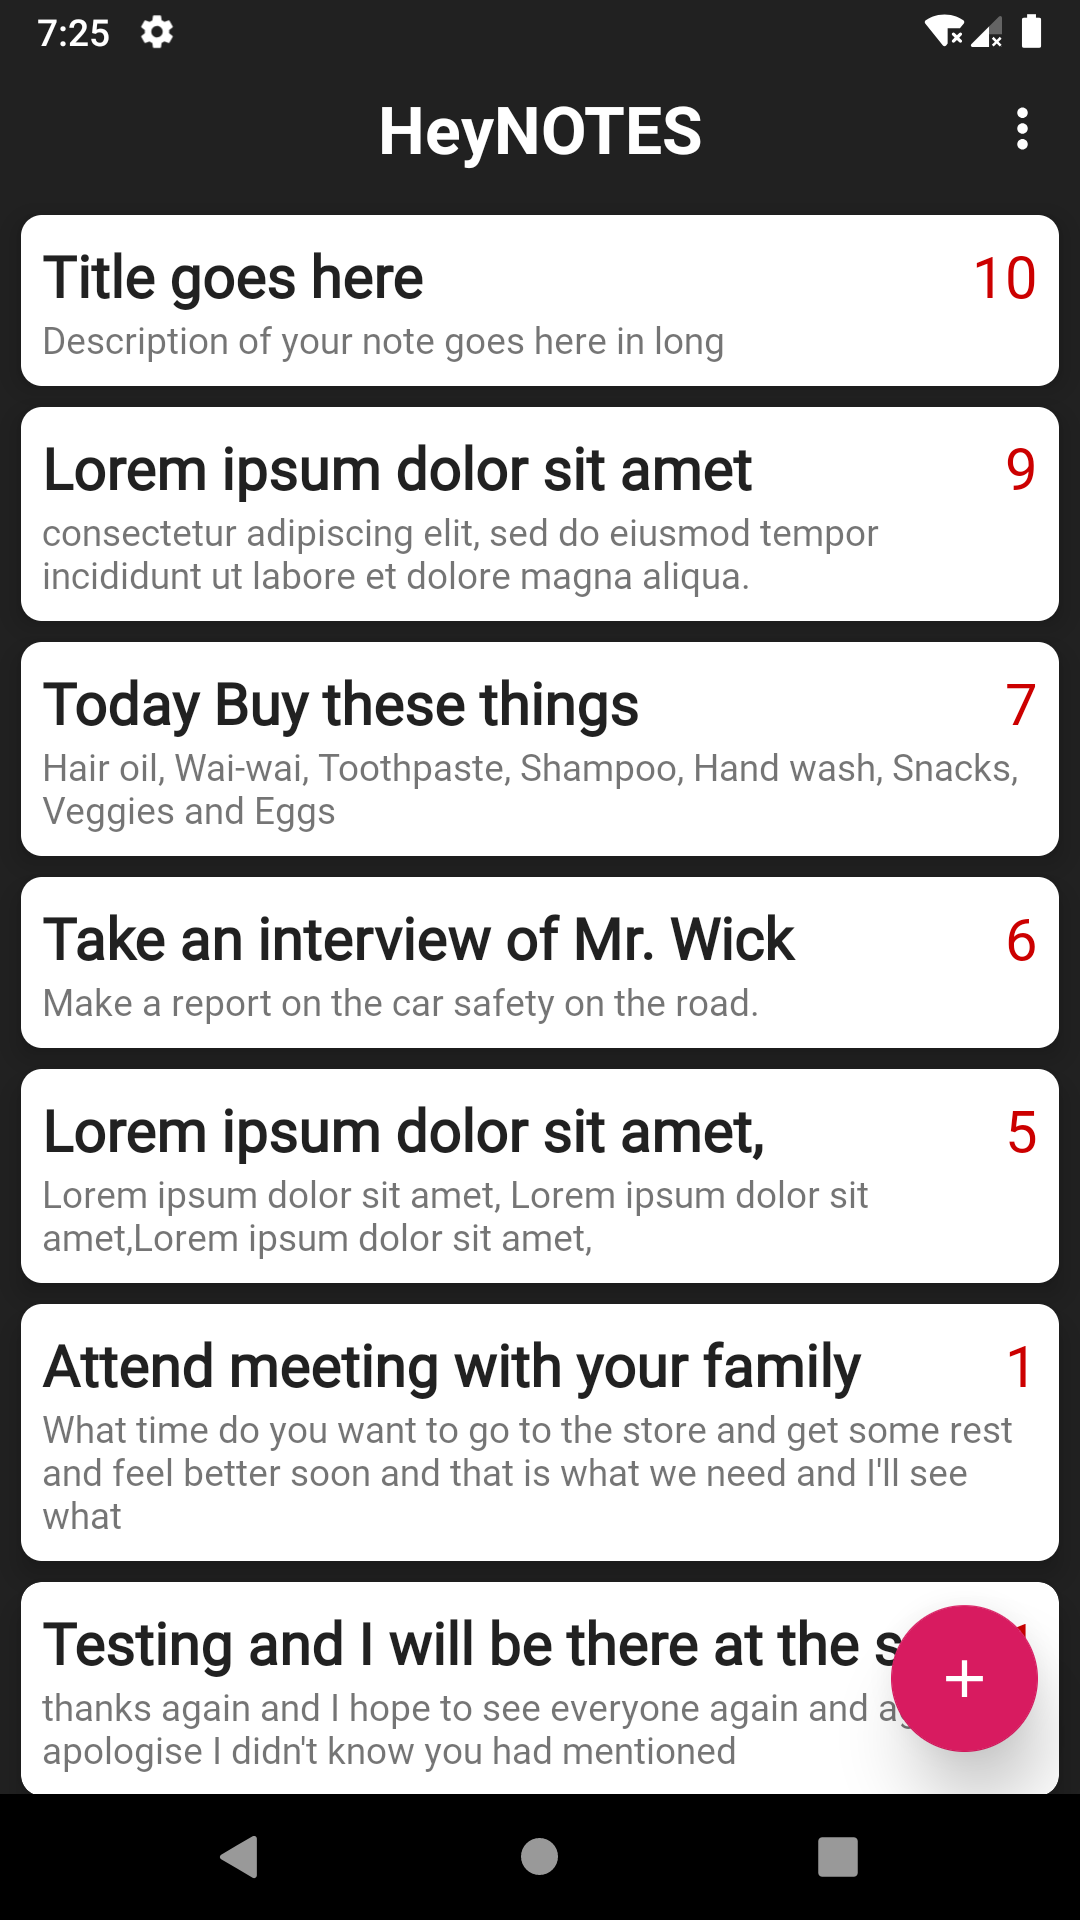 7:25
HeyNOTES
Title goes here 10
Description of your note goes here in long
Lorem ipsum dolor sit amet 9
consectetur adipiscing elit, sed do eiusmod tempor
incididunt ut labore et dolore magna aliqua.
Today Buy these things 7
Hair oil, Wai-wai, Toothpaste, Shampoo, Hand wash, Snacks,
Veggies and Eggs
Take an interview of Mr. Wick 6
Make a report on the car safety on the road.
Lorem ipsum dolor sit amet, 5
Lorem ipsum dolor sit amet, Lorem ipsum dolor sit
amet,Lorem ipsum dolor sit amet,
Attend meeting with your family 1
What time do you want to go to the store and get some rest
and feel better soon and that is what we need and I'll see
what
Testing and I will be there at the
thanks again and I hope to see everyone again and
apologise I didn't know you had mentioned